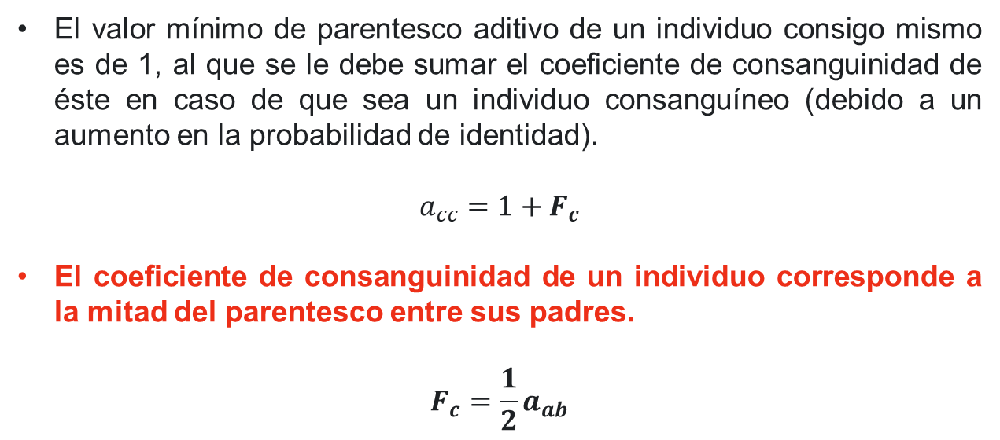 • El valor mínimo de parentesco aditivo de un individuo consigo mismo
es de 1, al que se le debe sumar el coeficiente de consanguinidad de
éste en caso de que sea un individuo consanguíneo (debido a un
aumento en la probabilidad de identidad).
a_cc = 1 + F_c
• El coeficiente de consanguinidad de un individuo corresponde a
la mitad del parentesco entre sus padres.
F_c = 1/2 a_ab